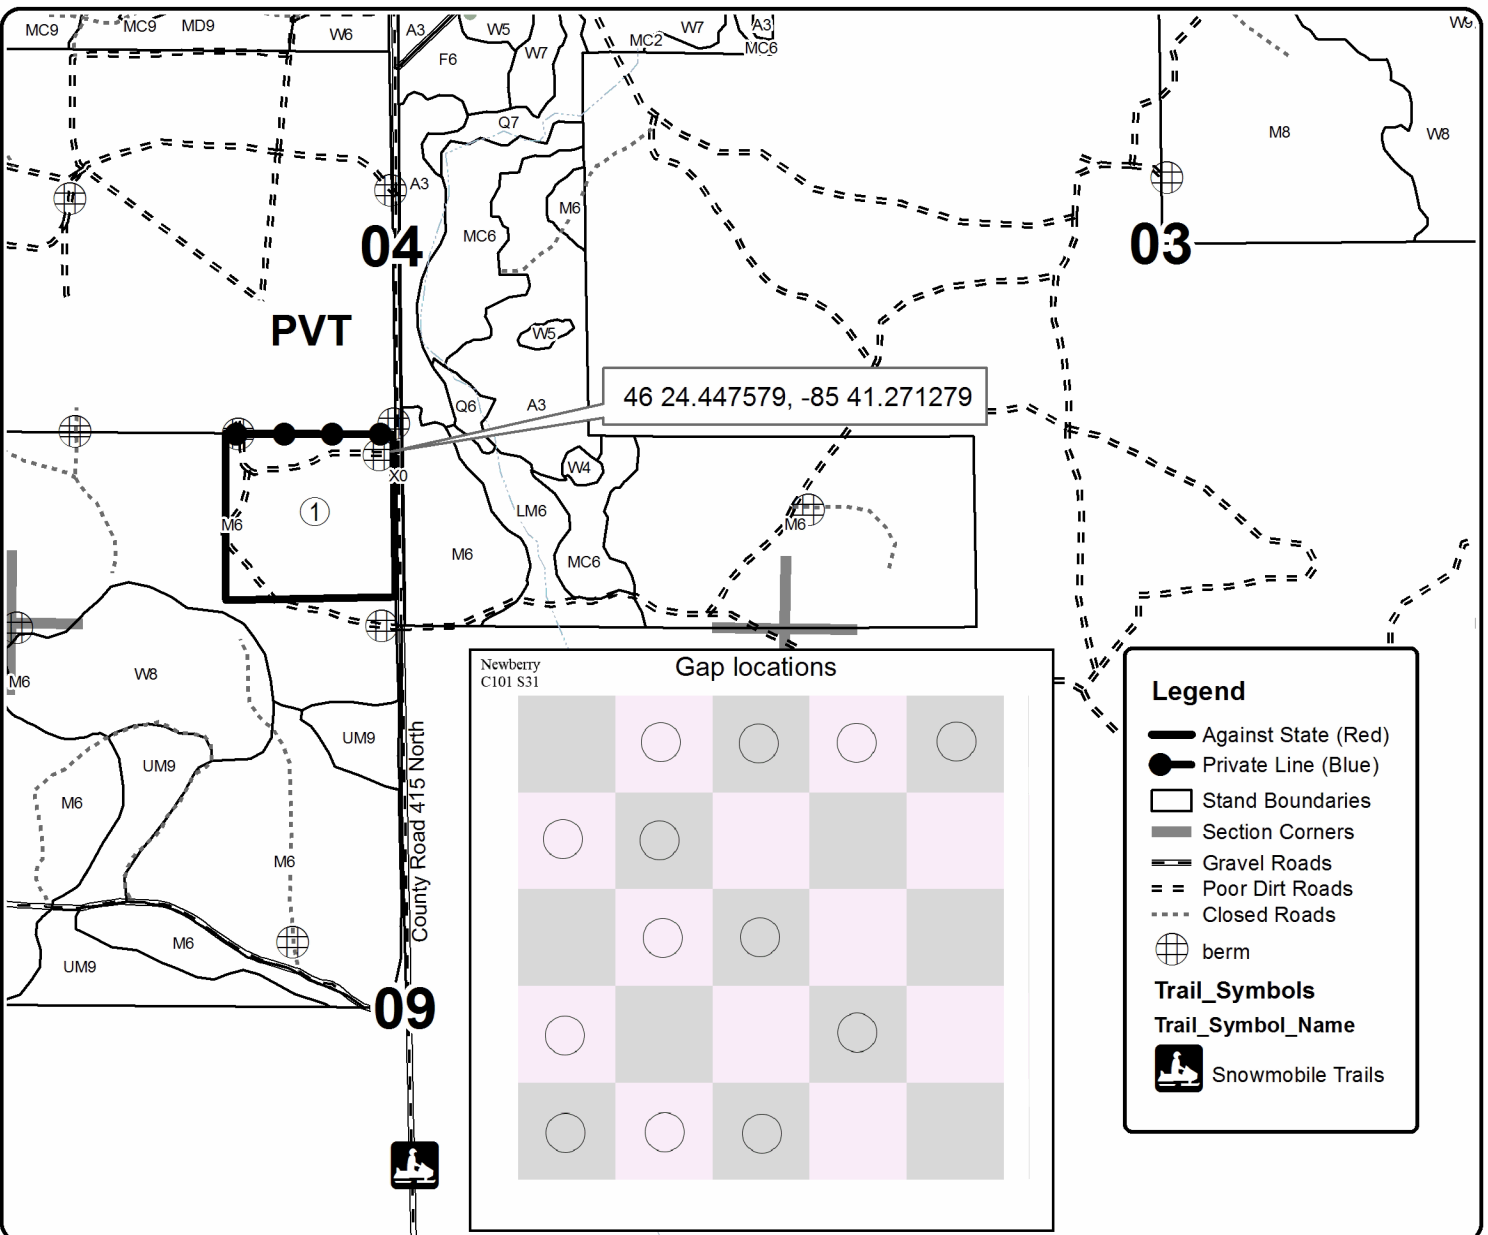 MC9
MC9
MD9
W6
A3
W5
W7
F6
MC2
W7
A3
MC6
W9
M8
W8
Q7
A3
M6
MC6
04
03
PVT
W5
46 24.447579, -85 41.271279
Q6
A3
W4
X0
1
M6
LM6
M6
M6
MC6
W8
M6
UM9
UM9
M6
M6
County Road 415 North
M6
UM9
09
Newberry
C101 S31
Gap locations
Legend
Against State (Red)
Private Line (Blue)
Stand Boundaries
Section Corners
Gravel Roads
Poor Dirt Roads
Closed Roads
berm
Trail_Symbols
Trail_Symbol_Name
Snowmobile Trails